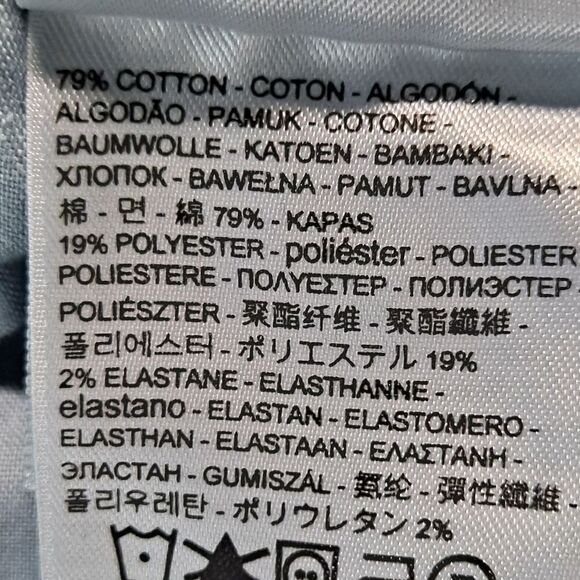 79% COTTON - COTON - ALGODÓN -
ALGODÃO - PAMUK - COTONE -
BAUMWOLLE - KATOEN - BAMBAKI -
ХЛОПОК - BAWEŁNA - PAMUT - BAVLNA -
棉 - 면 - 綿 79% - KAPAS
19% POLYESTER - poliéster - POLIESTER
POLIESTERE - ΠΟΛΥΕΣΤΕΡ - ПОЛИЭСТЕР -
POLIÉSZTER - 聚酯纤维 - 聚酯纖維 -
폴리에스터 - ポリエステル 19%
2% ELASTANE - ELASTHANNE -
elastano - ELASTAN - ELASTOMERO -
ELASTHAN - ELASTAAN - ΕΛΑΣΤΑΝΗ -
ЭЛАСТАН - GUMISZÁL - 氨纶 - 彈性纖維 -
폴리우레탄 - ポリウレタン 2%